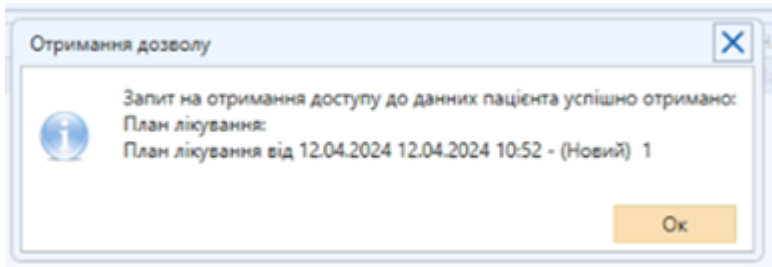 Отримання дозволу
Запит на отримання доступу до данних пацієнта успішно отримано:
План лікування:
План лікування від 12.04.2024 12.04.2024 10:52 - (Новий) 1
Ок